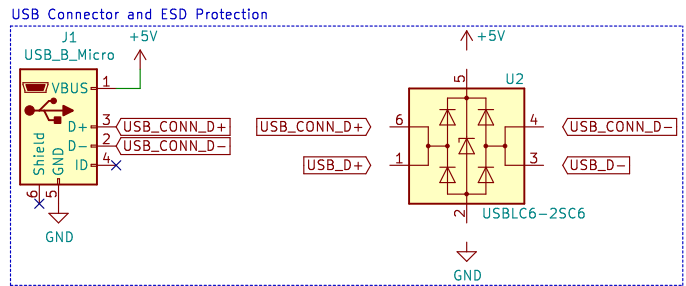 USB Connector and ESD Protection
J1
USB_B_Micro
+5V
VBUS
1
D+
3
USB_CONN_D+
D-
2
USB_CONN_D-
ID
4
Shield
GND
6
5
GND
+5V
5
U2
USB_CONN_D+
6
4
USB_CONN_D-
USB_D+
1
3
USB_D-
2
USBLC6-2SC6
GND